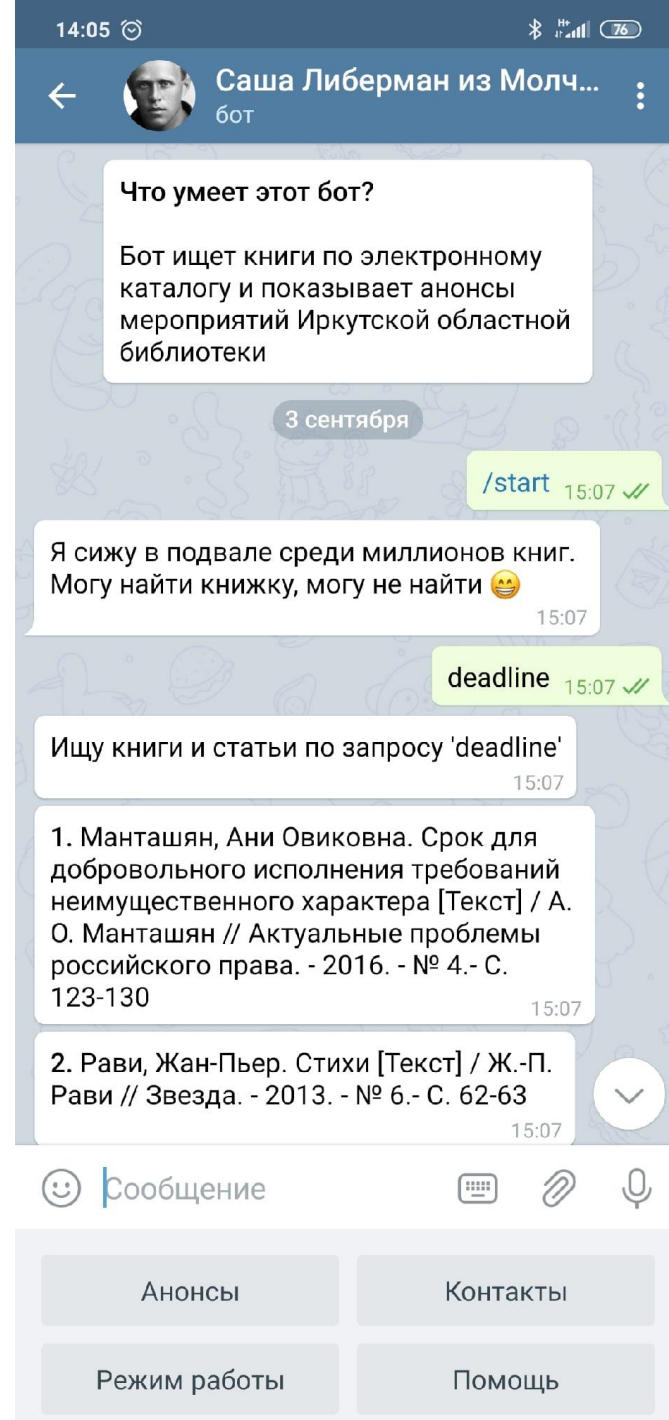 14:05
H+
76
Саша Либерман из Молч...
бот
Что умеет этот бот?
Бот ищет книги по электронному
каталогу и показывает анонсы
мероприятий Иркутской областной
библиотеки
3 сентября
/start 15:07
Я сижу в подвале среди миллионов книг.
Могу найти книжку, могу не найти 😁
15:07
deadline 15:07
Ищу книги и статьи по запросу 'deadline'
15:07
1. Манташян, Ани Овиковна. Срок для
добровольного исполнения требований
неимущественного характера [Текст] / А.
О. Манташян // Актуальные проблемы
российского права. - 2016. - № 4.- С.
123-130
15:07
2. Рави, Жан-Пьер. Стихи [Текст] / Ж.-П.
Рави // Звезда. - 2013. - № 6.- С. 62-63
15:07
Сообщение
Анонсы Контакты
Режим работы Помощь